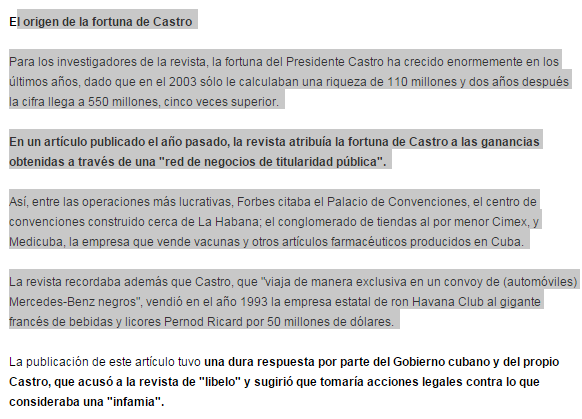 El origen de la fortuna de Castro
Para los investigadores de la revista, la fortuna del Presidente Castro ha crecido enormemente en los
últimos años, dado que en el 2003 sólo le calculaban una riqueza de 110 millones y dos años después
la cifra llega a 550 millones, cinco veces superior.
En un artículo publicado el año pasado, la revista atribuía la fortuna de Castro a las ganancias
obtenidas a través de una "red de negocios de titularidad pública".
Así, entre las operaciones más lucrativas, Forbes citaba el Palacio de Convenciones, el centro de
convenciones construido cerca de La Habana; el conglomerado de tiendas al por menor Cimex, y
Medicuba, la empresa que vende vacunas y otros artículos farmacéuticos producidos en Cuba.
La revista recordaba además que Castro, que "viaja de manera exclusiva en un convoy de (automóviles)
Mercedes-Benz negros", vendió en el año 1993 la empresa estatal de ron Havana Club al gigante
francés de bebidas y licores Pernod Ricard por 50 millones de dólares.
La publicación de este artículo tuvo una dura respuesta por parte del Gobierno cubano y del propio
Castro, que acusó a la revista de "libelo" y sugirió que tomaría acciones legales contra lo que
consideraba una "infamia".